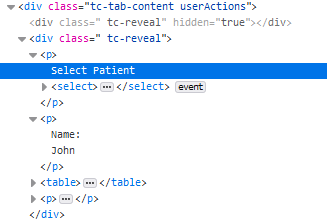 <div class="tc-tab-content userActions">
<div class=" tc-reveal" hidden="true"></div>
<div class=" tc-reveal">
<p>
Select Patient
<select> ••• </select> event
</p>
<p>
Name:
John
</p>
<table> ••• </table>
<p> ••• </p>
</div>